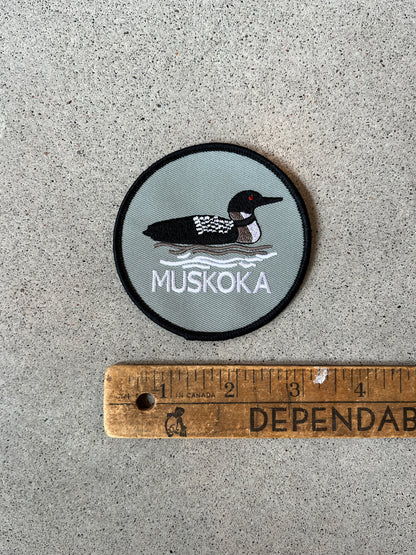 MUSKOKA
1 2 3 4
IN CANADA
DEPENDAB